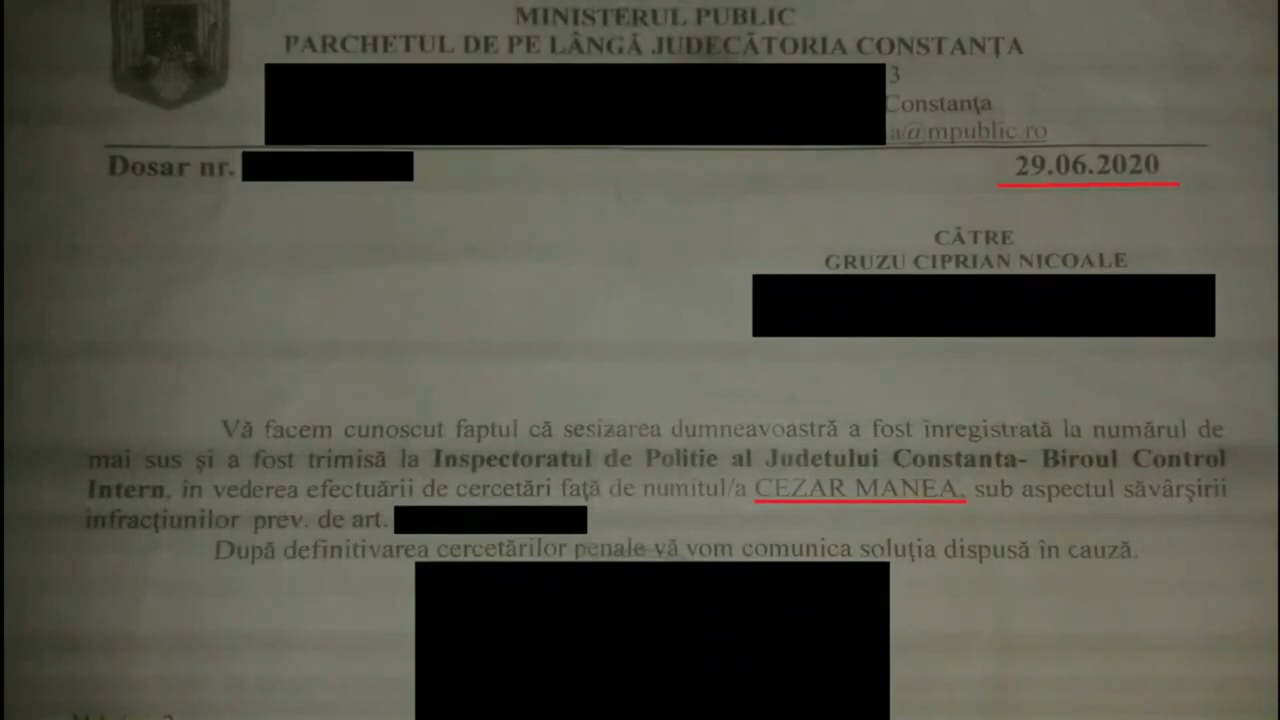 MINISTERUL PUBLIC
PARCHETUL DE PE LÂNGĂ JUDECĂTORIA CONSTANȚA
3
Constanţa
a@mpublic.ro
Dosar nr.
29.06.2020
CĂTRE
GRUZU CIPRIAN NICOALE
Vă facem cunoscut faptul că sesizarea dumneavoastră a fost înregistrată la numărul de
mai sus şi a fost trimisă la Inspectoratul de Politie al Judetului Constanta- Biroul Control
Intern, în vederea efectuării de cercetări faţă de numitul/a CEZAR MANEA, sub aspectul săvârşirii
infracţiunilor prev. de art.
După definitivarea cercetărilor penale vă vom comunica soluţia dispusă în cauză.